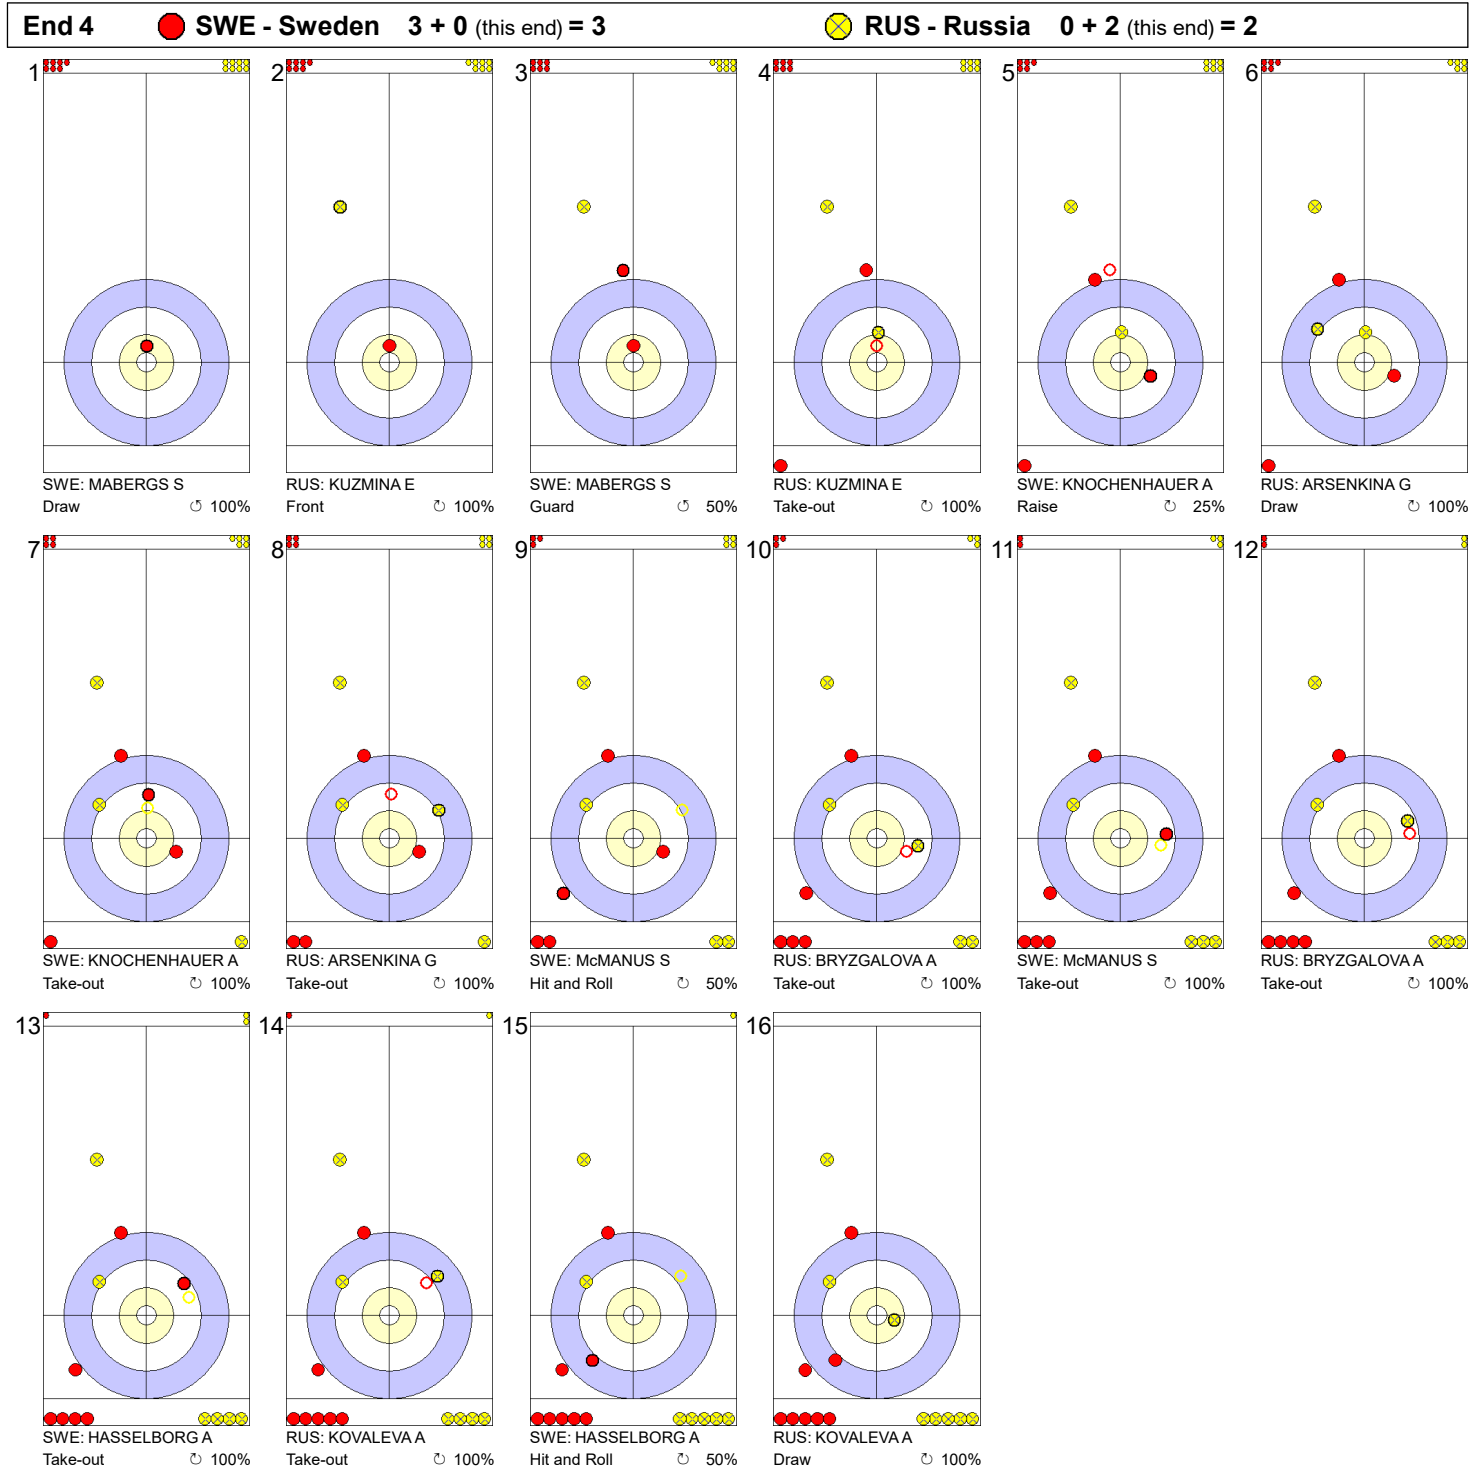 End 4 SWE - Sweden 3 + 0 (this end) = 3 RUS - Russia 0 + 2 (this end) = 2
1 2 3 4 5 6
SWE: MABERGS S RUS: KUZMINA E SWE: MABERGS S RUS: KUZMINA E SWE: KNOCHENHAUER A RUS: ARSENKINA G
Draw ↺ 100% Front ↻ 100% Guard ↺ 50% Take-out ↻ 100% Raise ↻ 25% Draw ↻ 100%
7 8 9 10 11 12
SWE: KNOCHENHAUER A RUS: ARSENKINA G SWE: McMANUS S RUS: BRYZGALOVA A SWE: McMANUS S RUS: BRYZGALOVA A
Take-out ↻ 100% Take-out ↻ 100% Hit and Roll ↻ 50% Take-out ↻ 100% Take-out ↻ 100% Take-out ↻ 100%
13 14 15 16
SWE: HASSELBORG A RUS: KOVALEVA A SWE: HASSELBORG A RUS: KOVALEVA A
Take-out ↻ 100% Take-out ↻ 100% Hit and Roll ↻ 50% Draw ↻ 100%